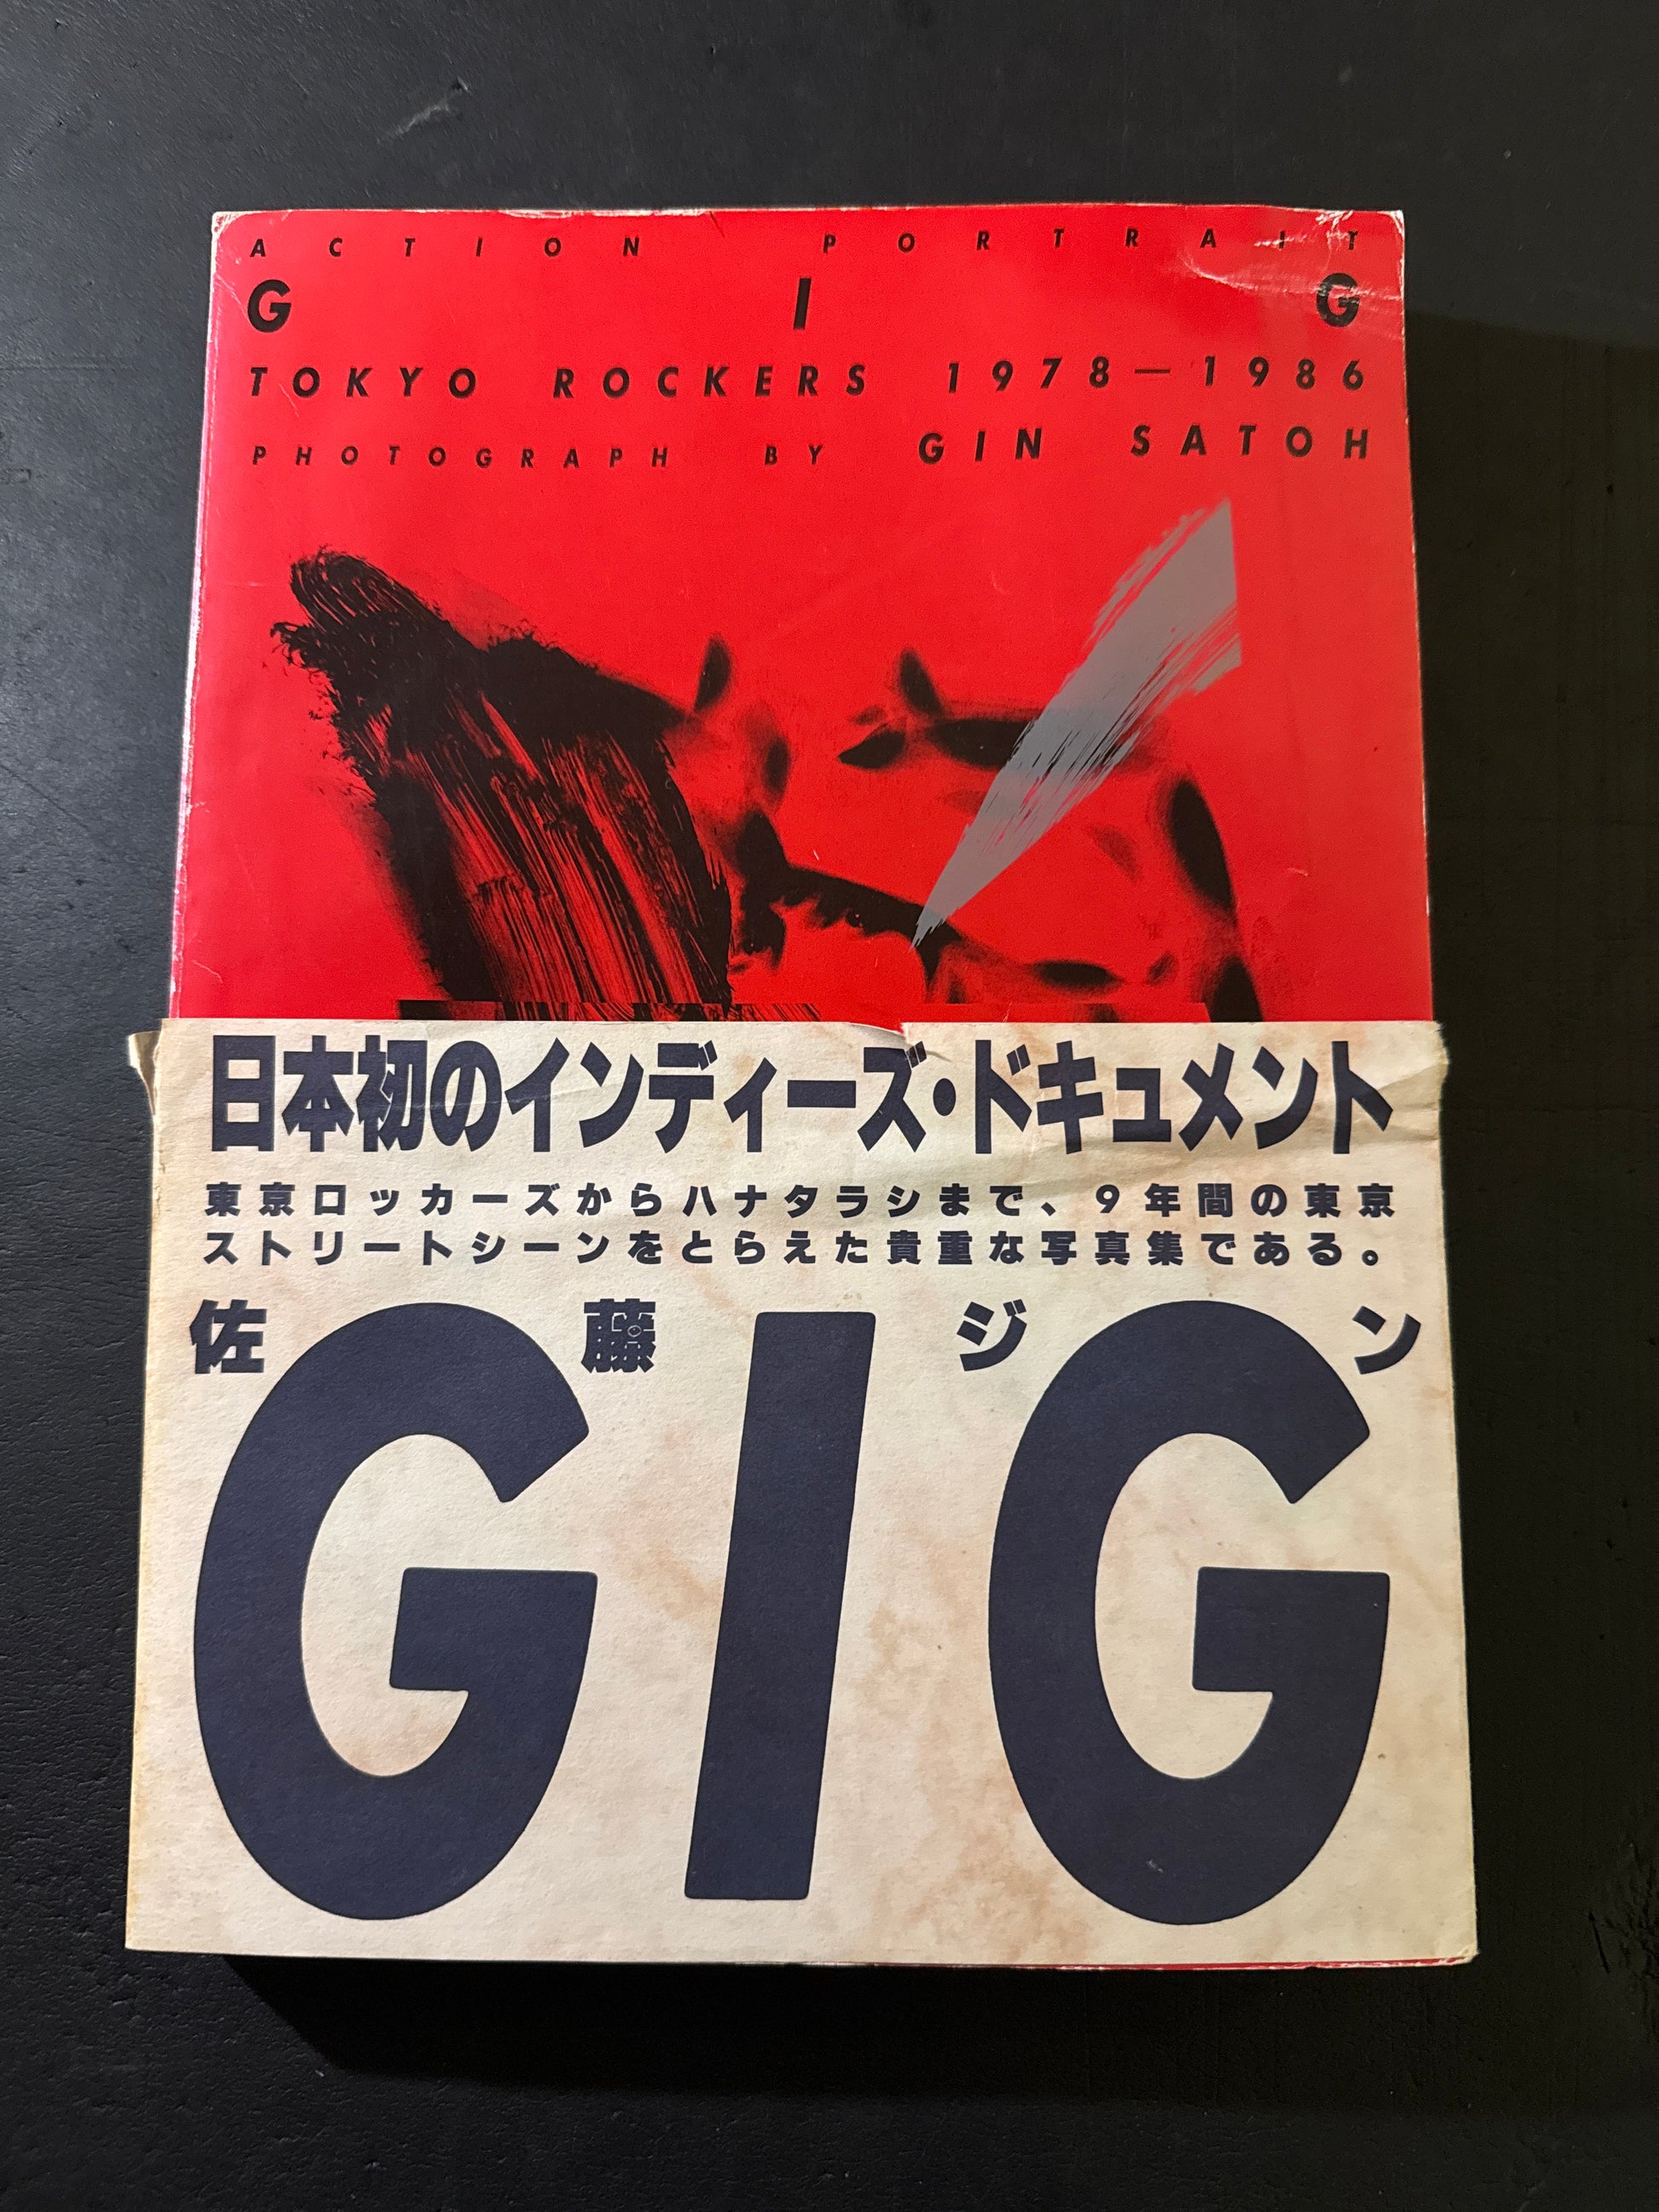 ACTION PORTRAIT
GIG
TOKYO ROCKERS 1978—1986
PHOTOGRAPH BY GIN SATOH
日本初のインディーズ・ドキュメント
東京ロッカーズからハナタラシまで、9年間の東京
ストリートシーンをとらえた貴重な写真集である。
佐藤ジン
GIG